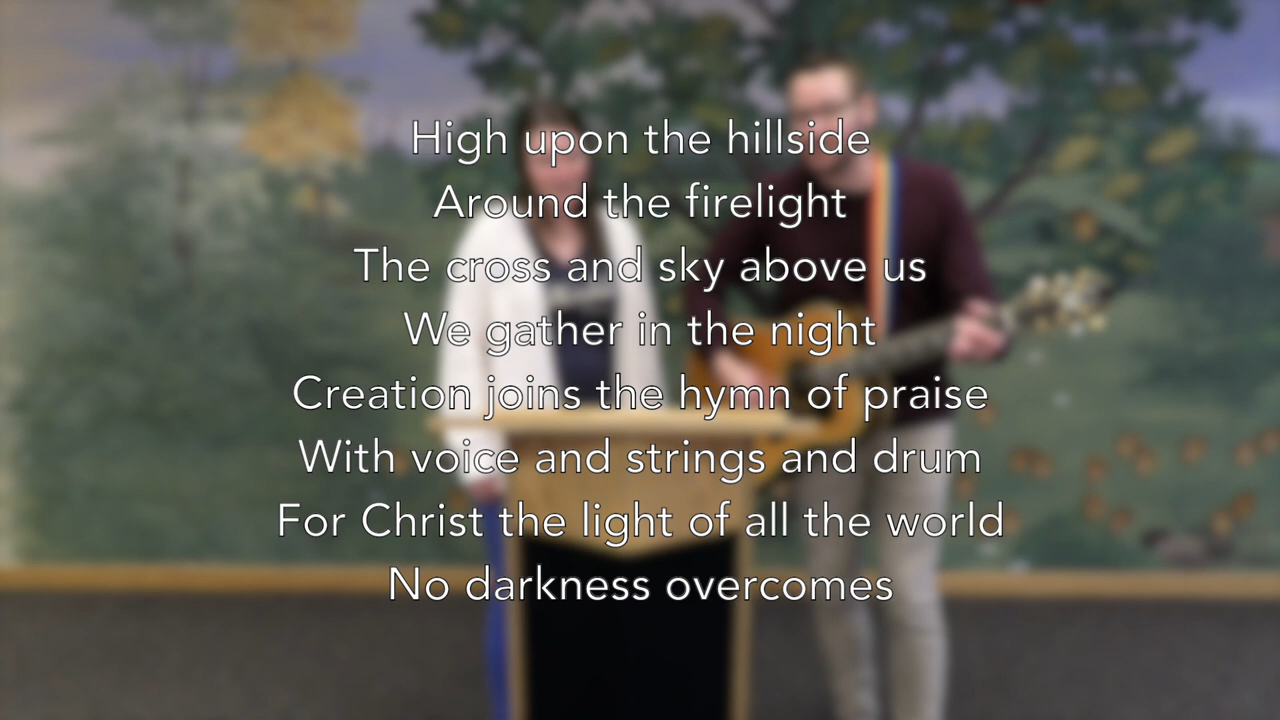 High upon the hillside
Around the firelight
The cross and sky above us
We gather in the night
Creation joins the hymn of praise
With voice and strings and drum
For Christ the light of all the world
No darkness overcomes